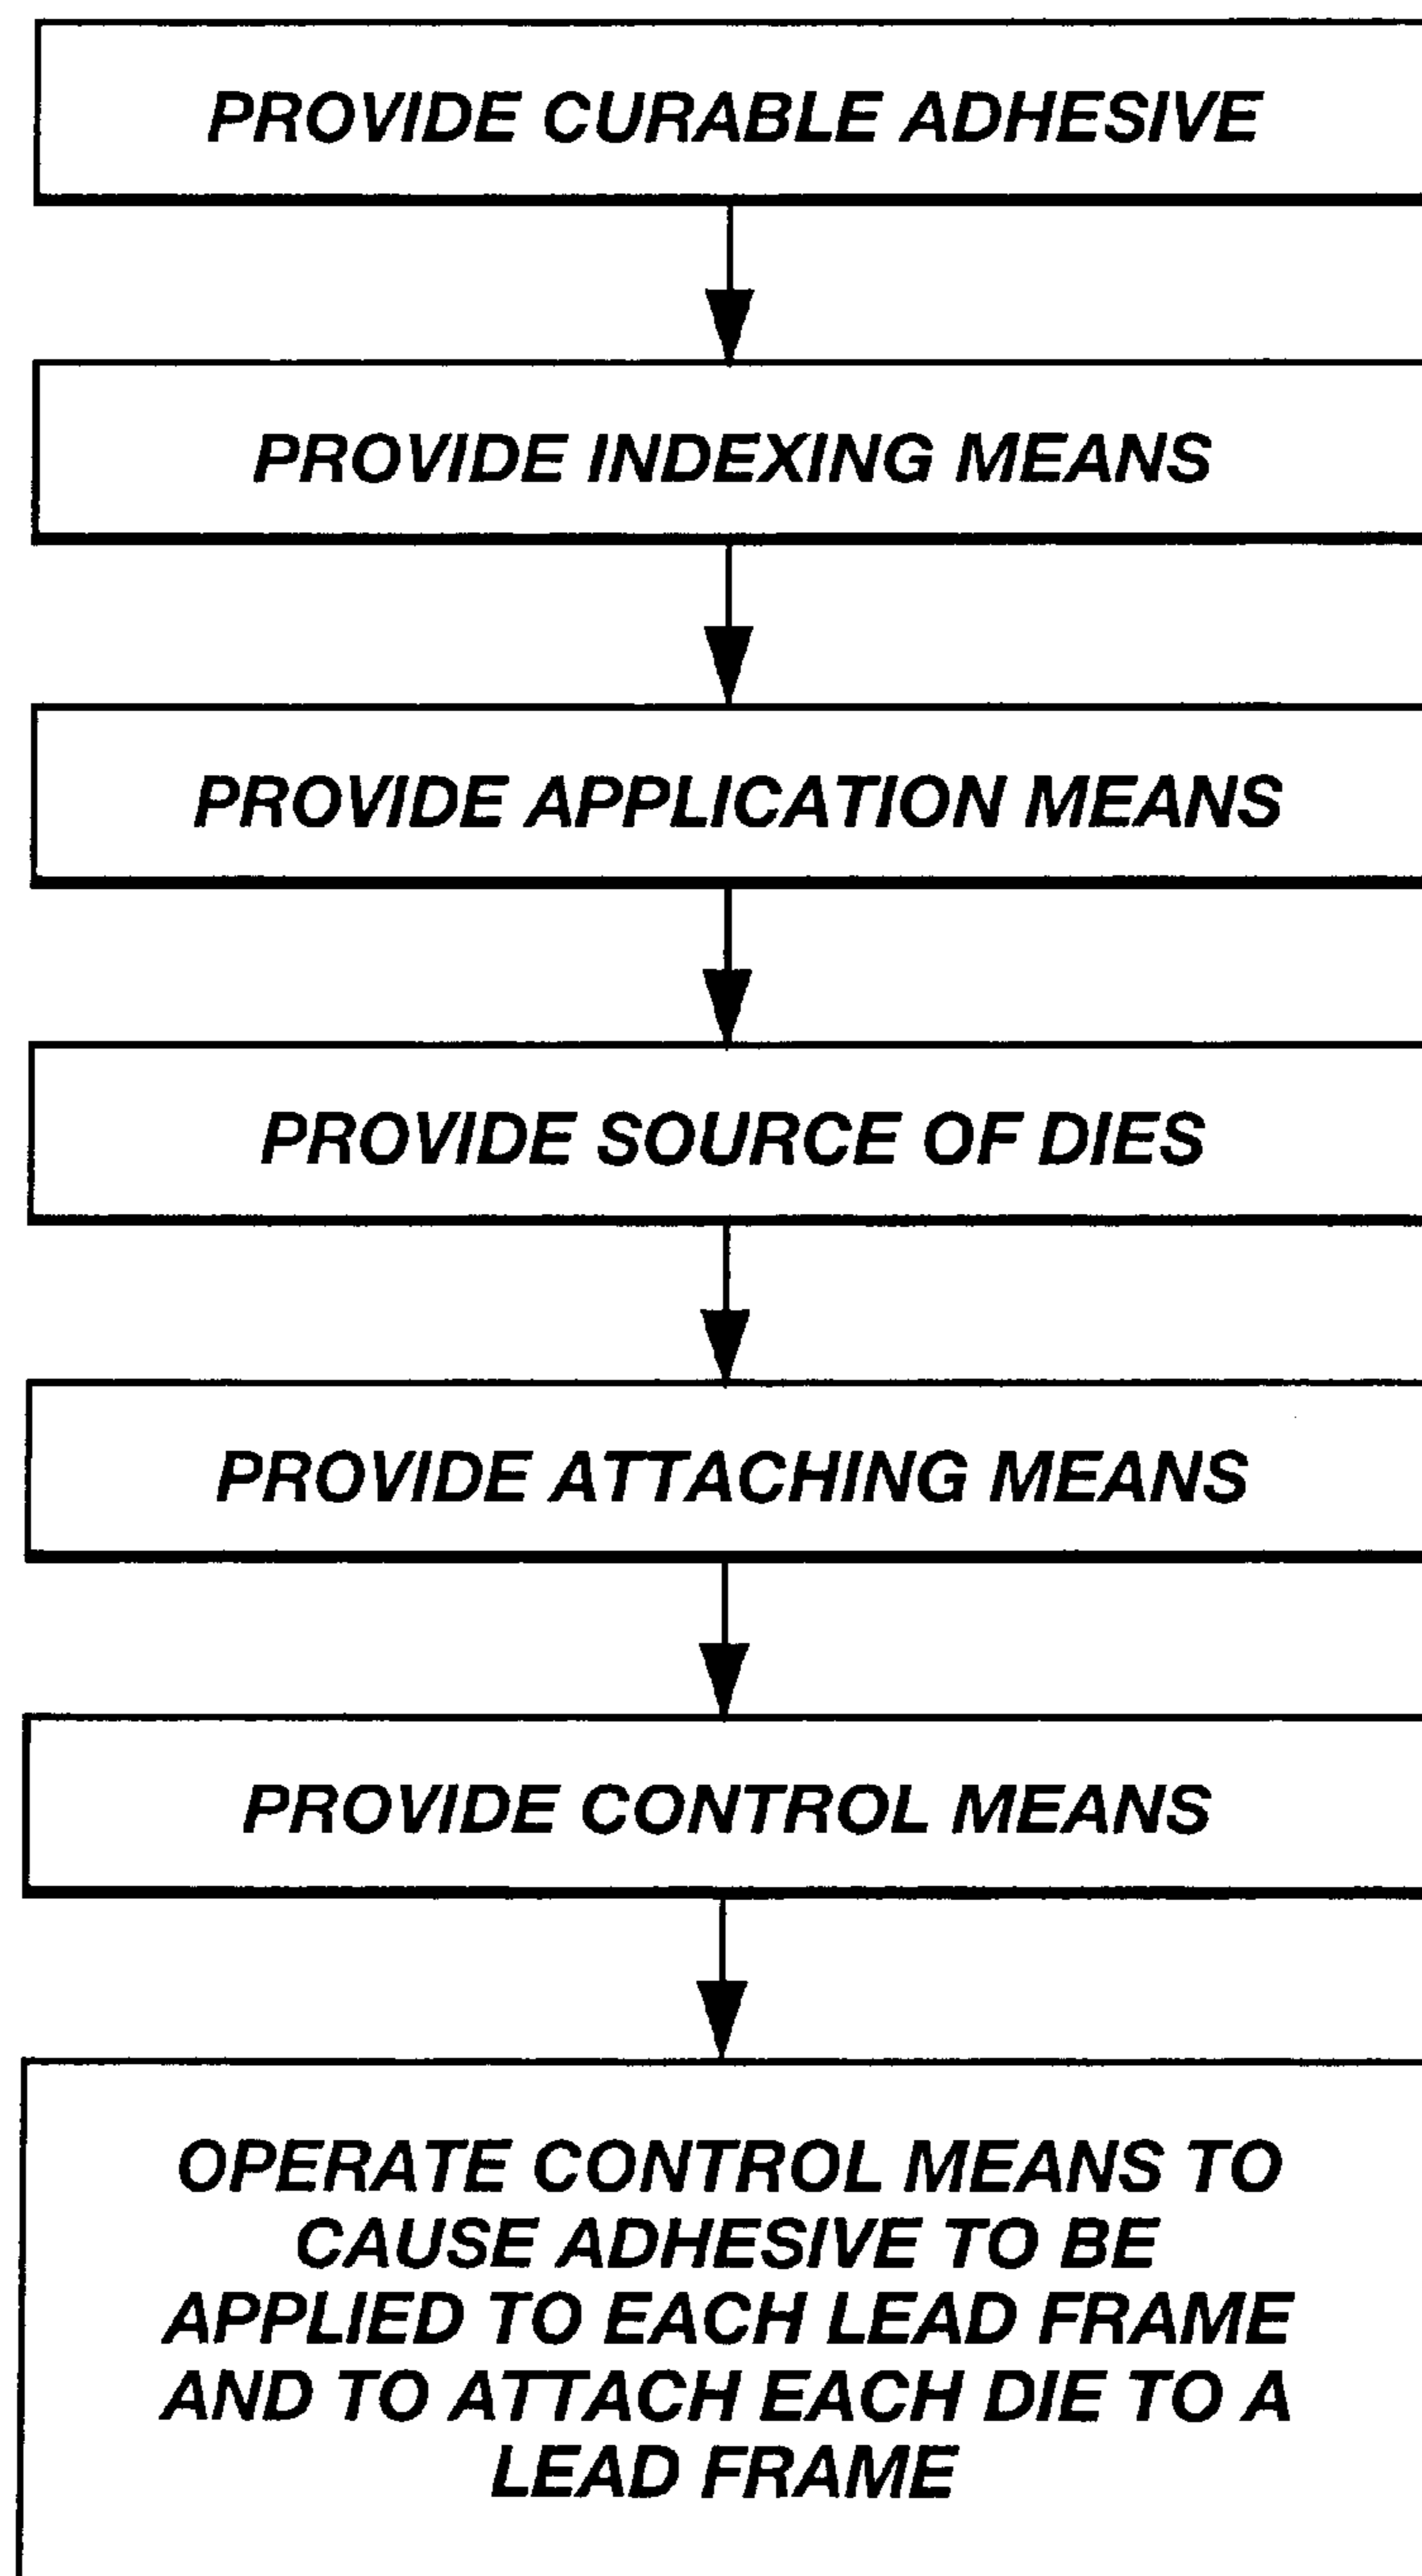 PROVIDE CURABLE ADHESIVE
PROVIDE INDEXING MEANS
PROVIDE APPLICATION MEANS
PROVIDE SOURCE OF DIES
PROVIDE ATTACHING MEANS
PROVIDE CONTROL MEANS
OPERATE CONTROL MEANS TO
CAUSE ADHESIVE TO BE
APPLIED TO EACH LEAD FRAME
AND TO ATTACH EACH DIE TO A
LEAD FRAME